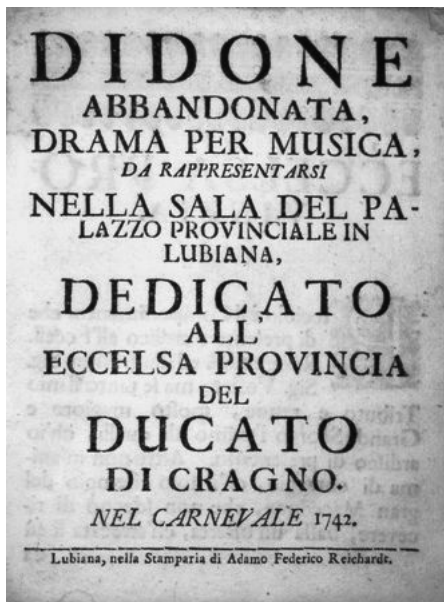 DIDONE
ABBANDONATA,
DRAMA PER MUSICA,
DA RAPPRESENTARSI
NELLA SALA DEL PA-
LAZZO PROVINCIALE IN
LUBIANA,
DEDICATO
ALL'
ECCELSA PROVINCIA
DEL
DUCATO
DI CRAGNO.
NEL CARNEVALE 1742.
Lubiana, nella Stamparia di Adamo Federico Reichardt.